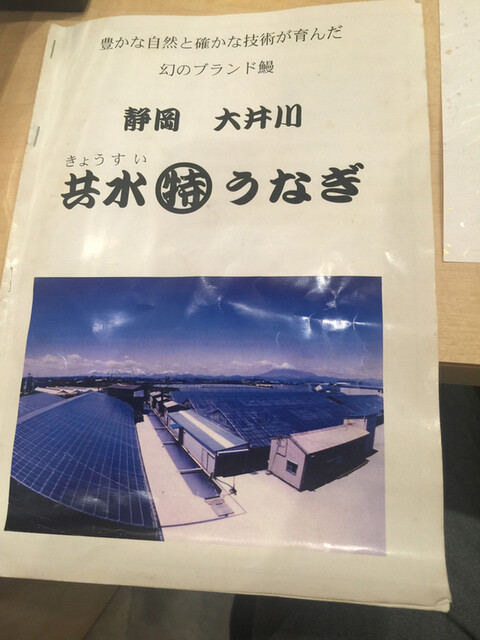 豊かな自然と確かな技術が育んだ
幻のブランド鰻
静岡 大井川
きょうすい
共水㊕うなぎ